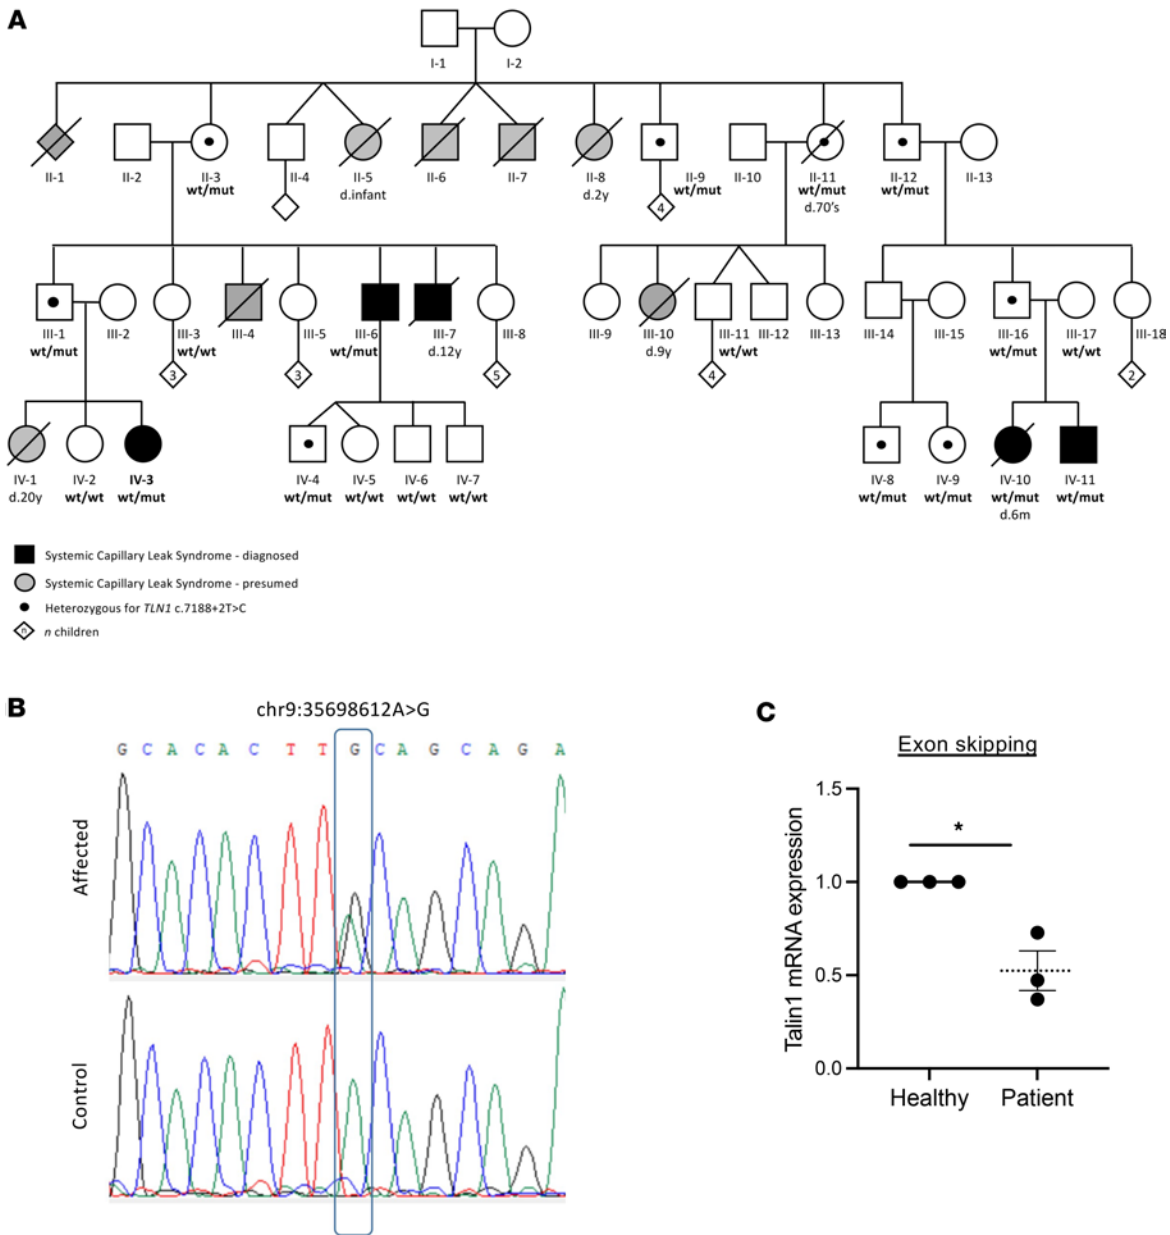 A
I-1
I-2
II-1
II-2
II-3
wt/mut
II-4
II-5
d.infant
II-6
II-7
II-8
d.2y
II-9
wt/mut
4
II-10
II-11
wt/mut
d.70's
II-12
wt/mut
II-13
III-1
wt/mut
III-2
III-3
wt/wt
3
III-4
III-5
3
III-6
wt/mut
III-7
d.12y
III-8
5
III-9
III-10
d.9y
III-11
wt/wt
4
III-12
III-13
III-14
III-15
III-16
wt/mut
III-17
wt/wt
III-18
2
IV-1
d.20y
IV-2
wt/wt
IV-3
wt/mut
IV-4
wt/mut
IV-5
wt/wt
IV-6
wt/wt
IV-7
wt/wt
IV-8
wt/mut
IV-9
wt/mut
IV-10
wt/mut
d.6m
IV-11
wt/mut
Systemic Capillary Leak Syndrome - diagnosed
Systemic Capillary Leak Syndrome - presumed
Heterozygous for TLN1 c.7188+2T>C
n
n children
B
chr9:35698612A>G
G C A C A C T T G C A G C A G A
Affected
Control
C
Exon skipping
Talin1 mRNA expression
1.5
1.0
0.5
0.0
*
Healthy
Patient